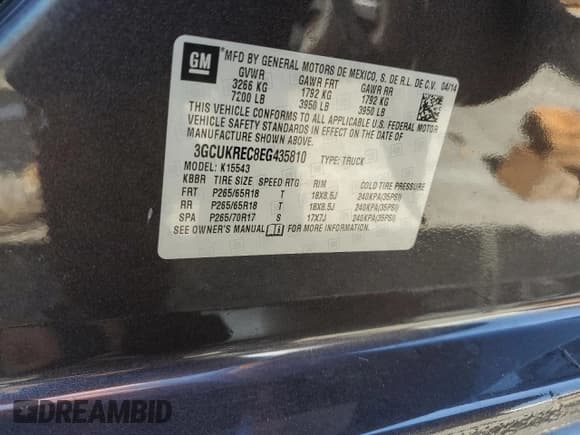 GM
MFD BY GENERAL MOTORS DE MEXICO, S. DE R.L. DE C.V. 04/14
GVWR GAWR FRT GAWR RR
3266 KG 1792 KG 1792 KG
7200 LB 3950 LB 3950 LB
THIS VEHICLE CONFORMS TO ALL APPLICABLE U.S. FEDERAL MOTOR
VEHICLE SAFETY STANDARDS IN EFFECT ON THE DATE OF
MANUFACTURE SHOWN ABOVE.
3GCUKREC8EG435810 TYPE: TRUCK
MODEL: K15543
KBBR TIRE SIZE SPEED RTG RIM COLD TIRE PRESSURE
FRT P265/65R18 T 18X8.5J 240KPA(35PSI)
RR P265/65R18 T 18X8.5J 240KPA(35PSI)
SPA P265/70R17 S 17X7J 240KPA(35PSI)
SEE OWNER'S MANUAL FOR MORE INFORMATION.
DREAMBID